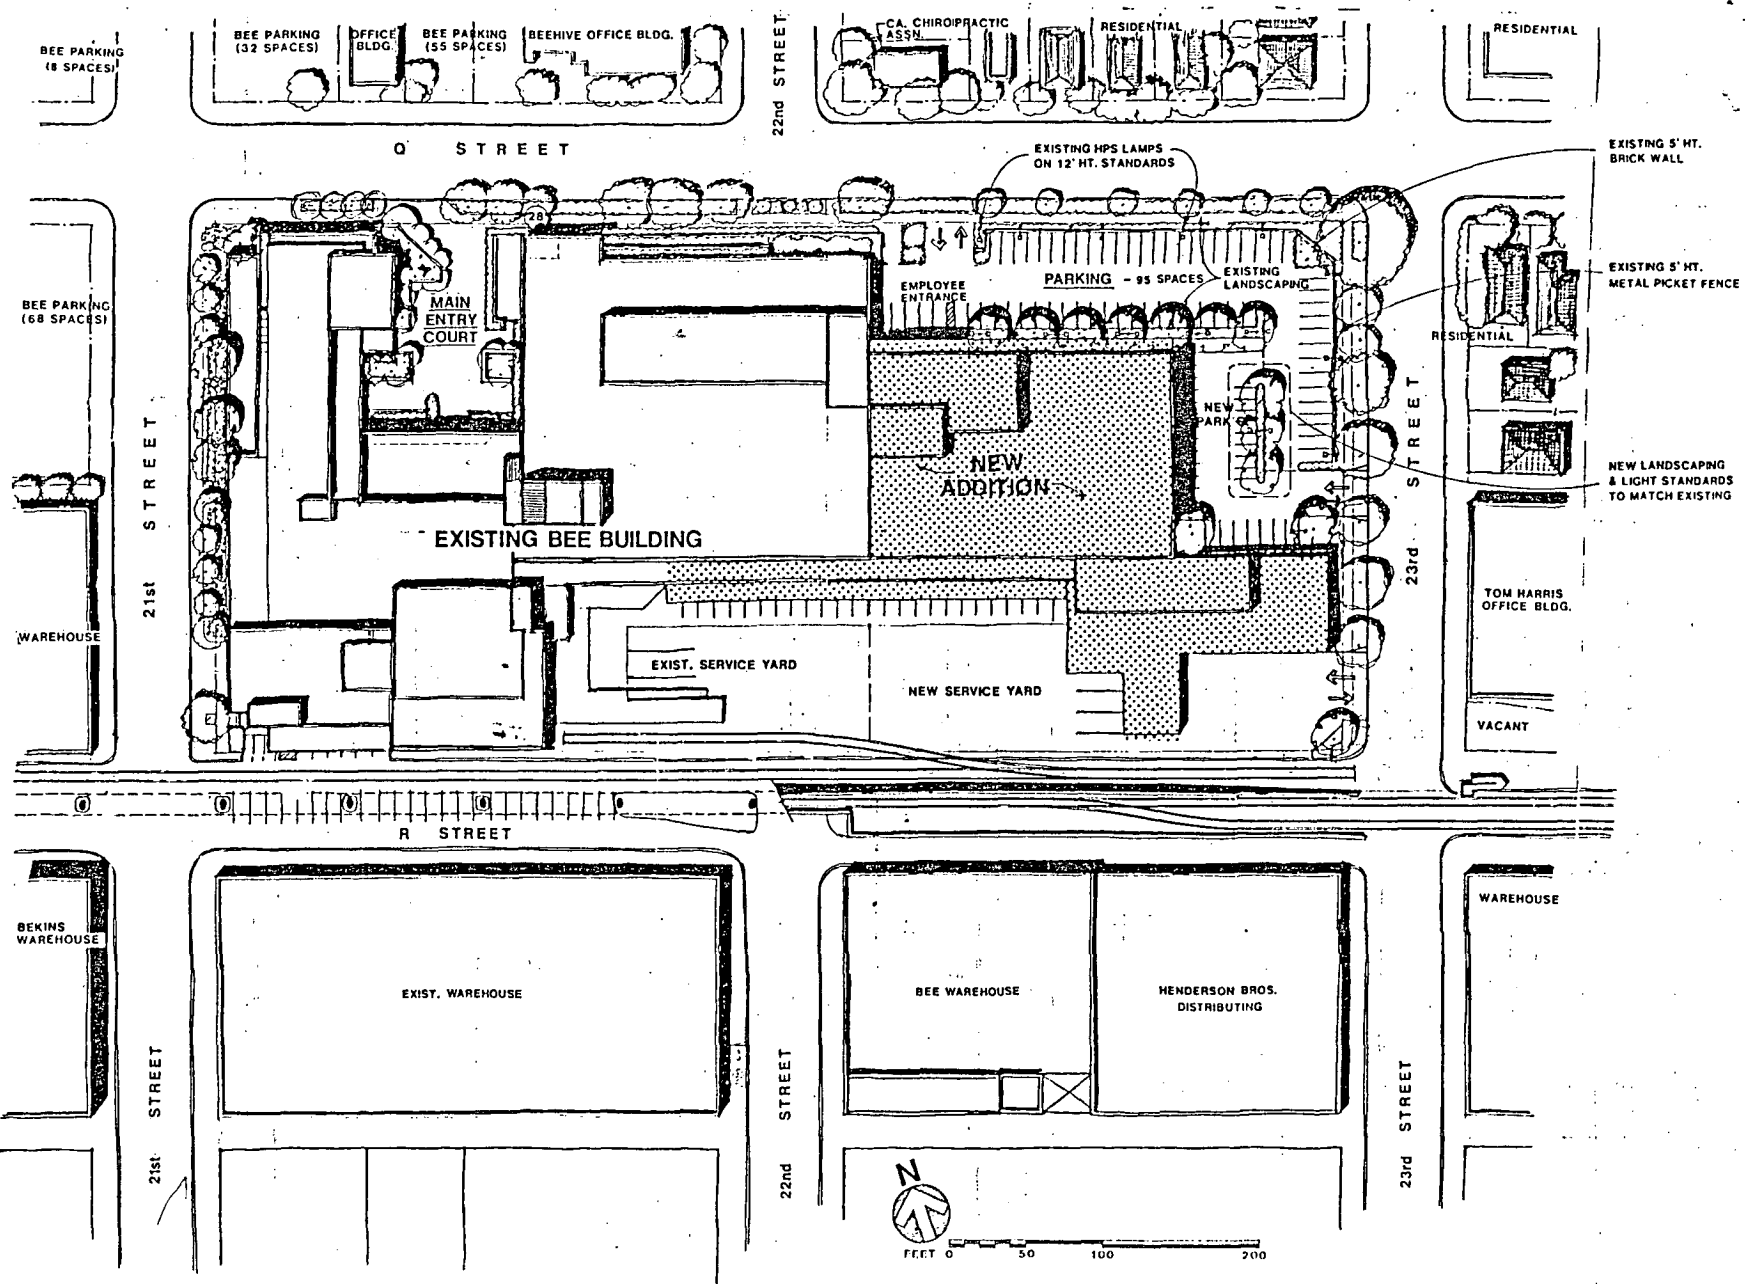 BEE PARKING
(8 SPACES)
BEE PARKING
(32 SPACES)
OFFICE
BLDG.
BEE PARKING
(55 SPACES)
BEEHIVE OFFICE BLDG.
22nd STREET
CA. CHIROPRACTIC
ASSN.
RESIDENTIAL
RESIDENTIAL
Q STREET
EXISTING HPS LAMPS
ON 12' HT. STANDARDS
EXISTING 5' HT.
BRICK WALL
28
BEE PARKING
(68 SPACES)
MAIN
ENTRY
COURT
EMPLOYEE
ENTRANCE
PARKING - 95 SPACES
EXISTING
LANDSCAPING
EXISTING 5' HT.
METAL PICKET FENCE
RESIDENTIAL
21st STREET
NEW
PARK G
23rd STREET
NEW
ADDITION
NEW LANDSCAPING
& LIGHT STANDARDS
TO MATCH EXISTING
EXISTING BEE BUILDING
TOM HARRIS
OFFICE BLDG.
WAREHOUSE
EXIST. SERVICE YARD
NEW SERVICE YARD
VACANT
R STREET
BEKINS
WAREHOUSE
EXIST. WAREHOUSE
BEE WAREHOUSE
HENDERSON BROS.
DISTRIBUTING
WAREHOUSE
21st STREET
22nd STREET
23rd STREET
N
FEET 0 50 100 200